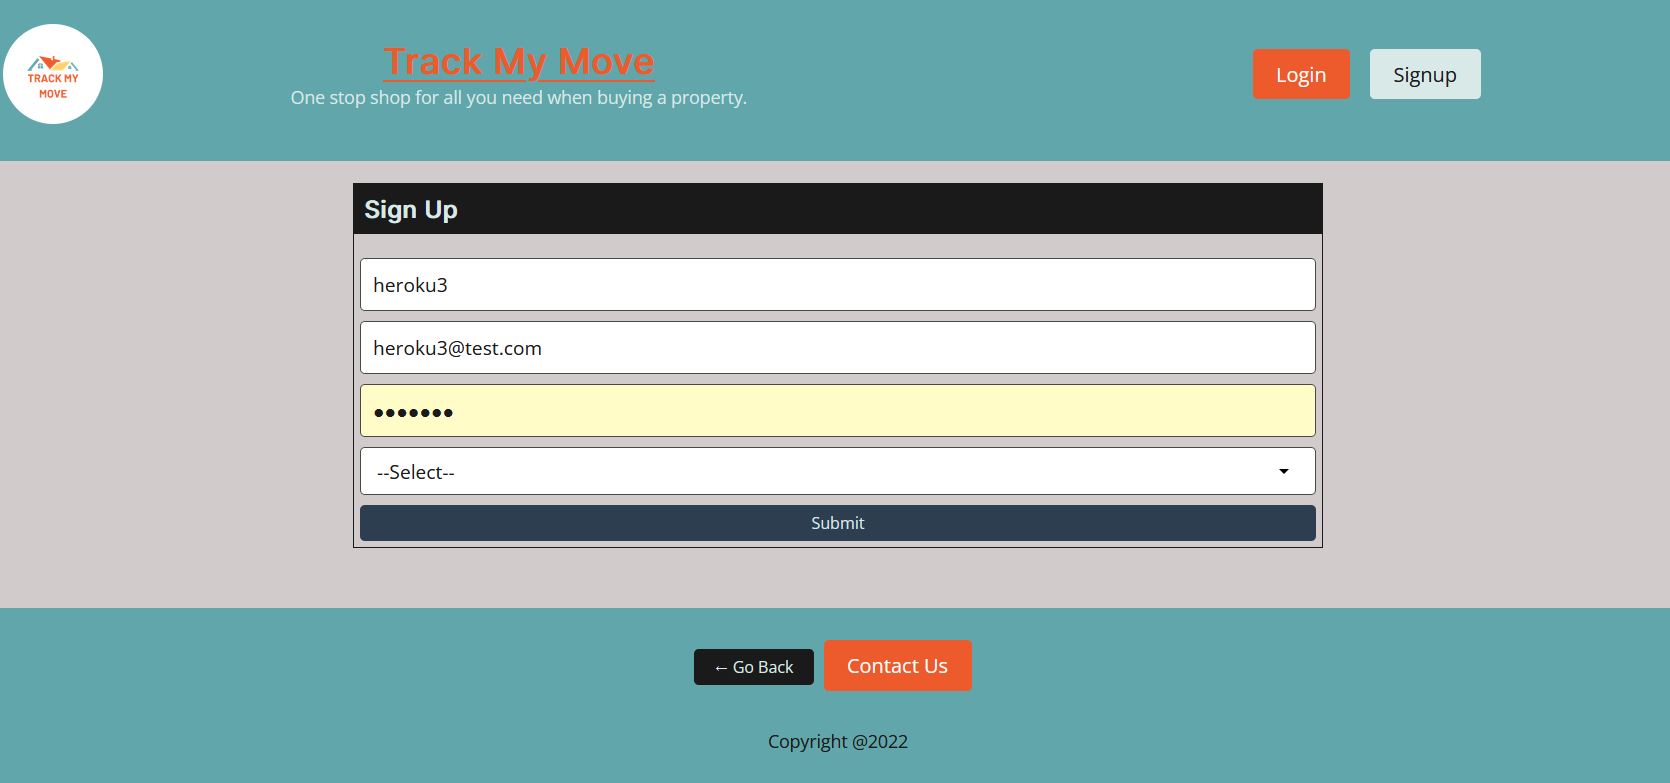 TRACK MY
MOVE
Track My Move
One stop shop for all you need when buying a property.
Login
Signup
Sign Up
heroku3
heroku3@test.com
•••••••
--Select--
Submit
← Go Back
Contact Us
Copyright @2022